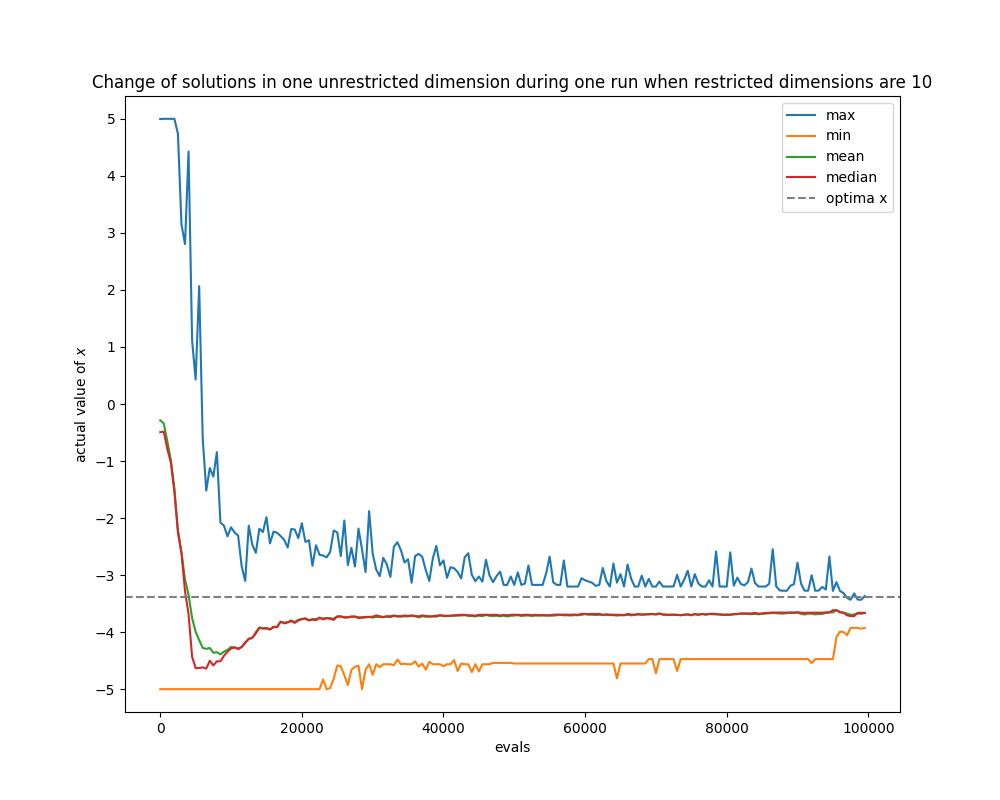 Change of solutions in one unrestricted dimension during one run when restricted dimensions are 10
max
min
mean
median
optima x
5
4
3
2
1
0
−1
−2
−3
−4
−5
actual value of x
0 20000 40000 60000 80000 100000
evals